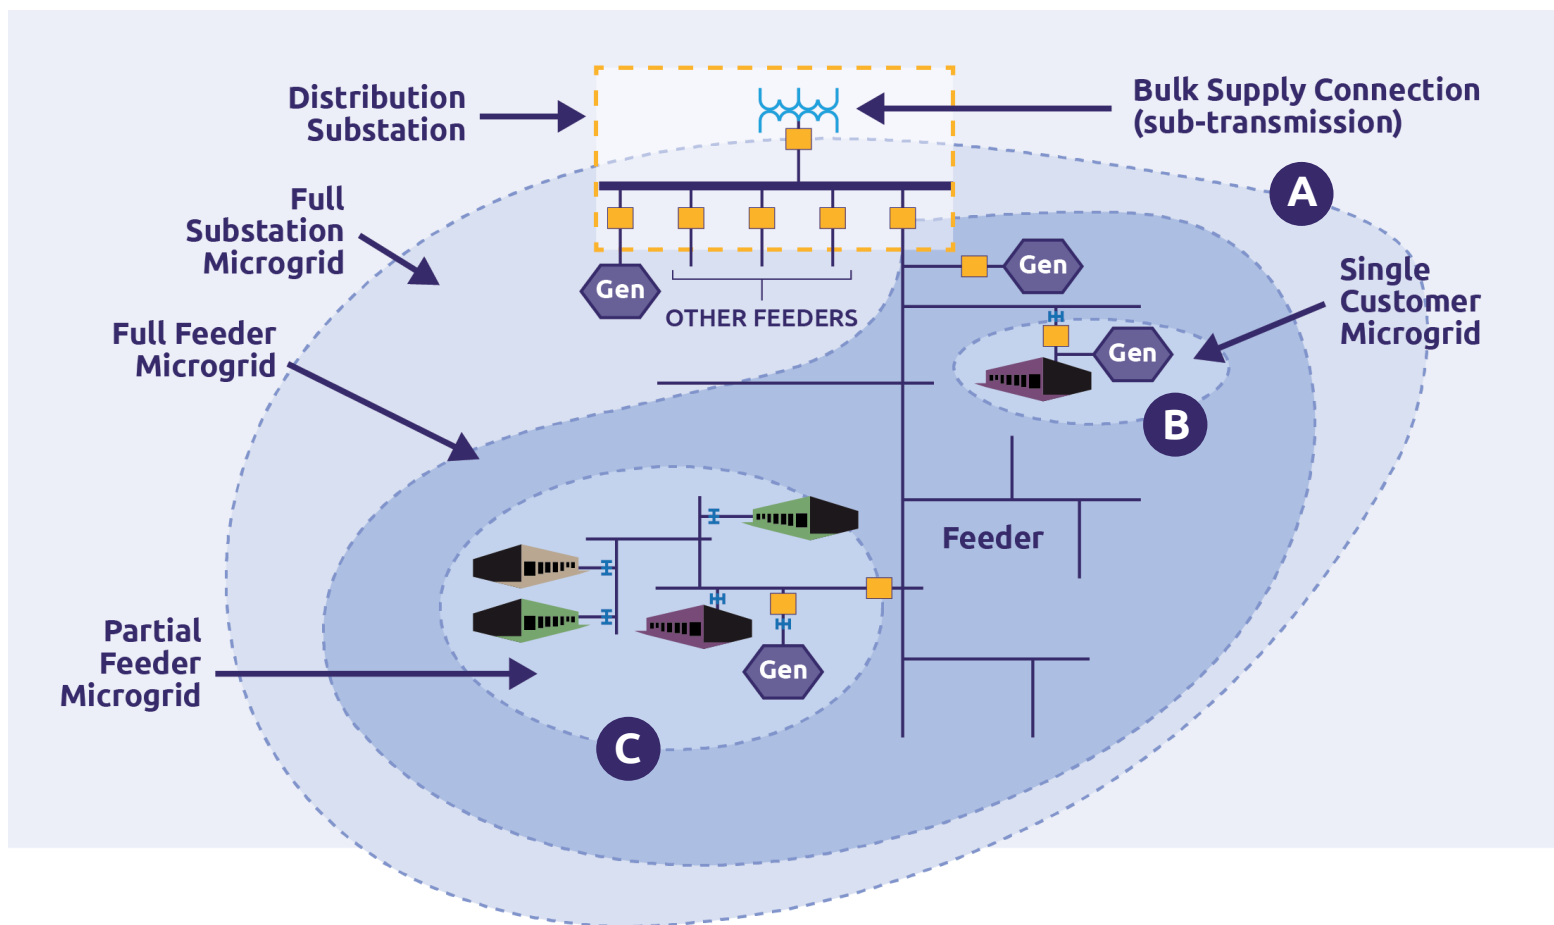 Distribution
Substation
Bulk Supply Connection
(sub-transmission)
A
Full
Substation
Microgrid
Gen
OTHER FEEDERS
Gen
Single
Customer
Microgrid
Full Feeder
Microgrid
Gen
B
Feeder
Partial
Feeder
Microgrid
Gen
C